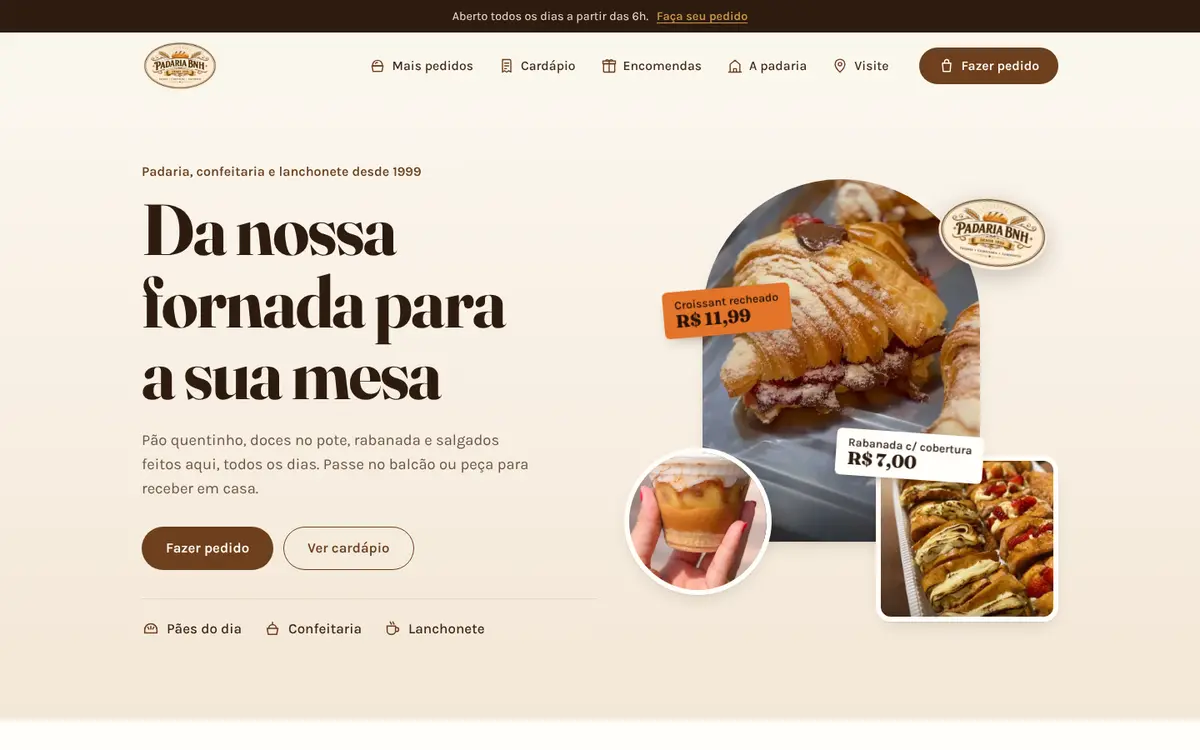 Aberto todos os dias a partir das 6h. Faça seu pedido
PADARIA BNH
Mais pedidos
Cardápio
Encomendas
A padaria
Visite
Fazer pedido
Padaria, confeitaria e lanchonete desde 1999
Da nossa
fornada para
a sua mesa
Pão quentinho, doces no pote, rabanada e salgados
feitos aqui, todos os dias. Passe no balcão ou peça para
receber em casa.
Fazer pedido
Ver cardápio
Pães do dia
Confeitaria
Lanchonete
PADARIA BNH
Croissant recheado
R$ 11,99
Rabanada c/ cobertura
R$ 7,00